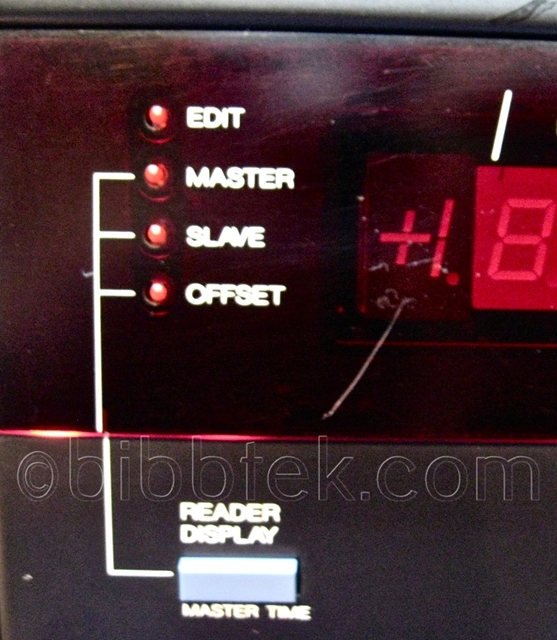 EDIT
MASTER
SLAVE
OFFSET
+1.8
©bibbtek.com
READER
DISPLAY
MASTER TIME